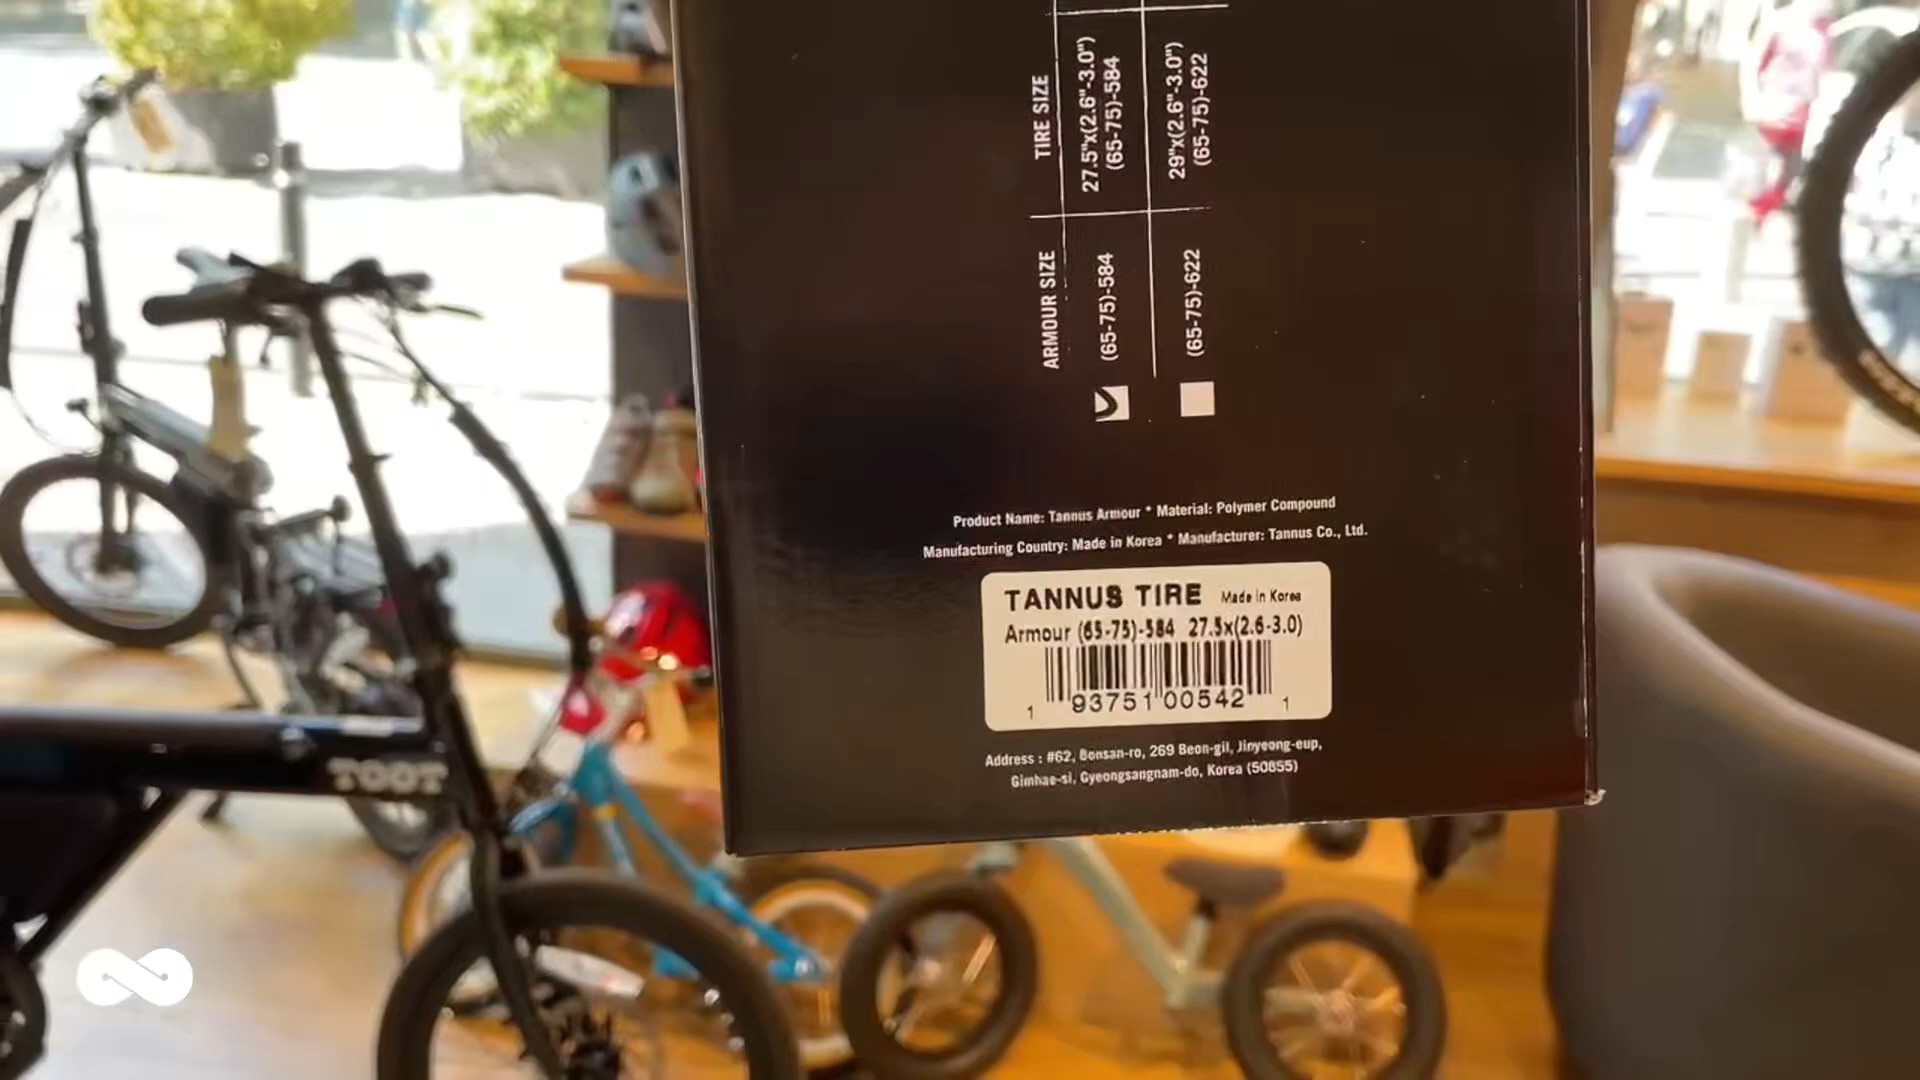 TIRE SIZE
27.5"x(2.6"-3.0")
(65-75)-584
29"x(2.6"-3.0")
(65-75)-622
ARMOUR SIZE
(65-75)-584
(65-75)-622
Product Name: Tannus Armour * Material: Polymer Compound
Manufacturing Country: Made in Korea * Manufacturer: Tannus Co., Ltd.
TANNUS TIRE Made in Korea
Armour (65-75)-584 27.5x(2.6-3.0)
1 93751 00542 1
Address : #62, Bonsan-ro, 269 Beon-gil, Jinyeong-eup,
Gimhae-si, Gyeongsangnam-do, Korea (50855)
TOOT